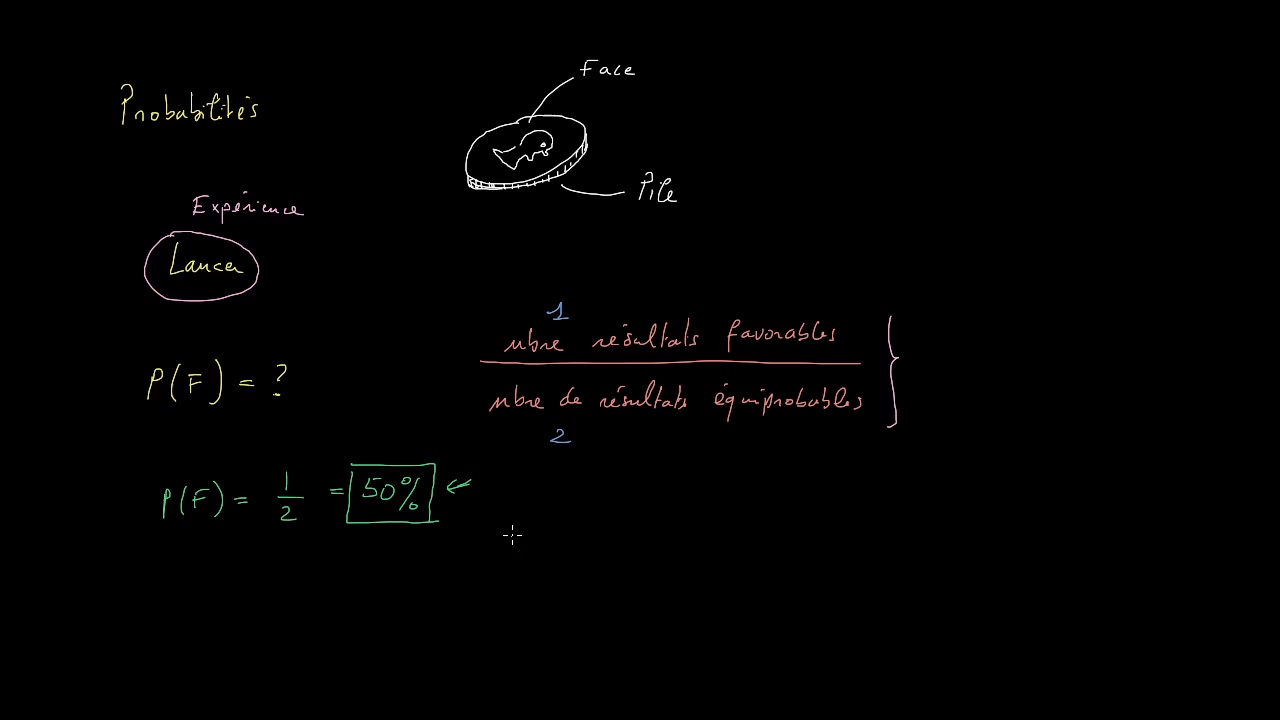 Face
Probabilités
Pile
Expérience
Lancer
1
nbre résultats favorables
nbre de résultats équiprobables
2
P(F) = ?
P(F) = 1/2 = 50%